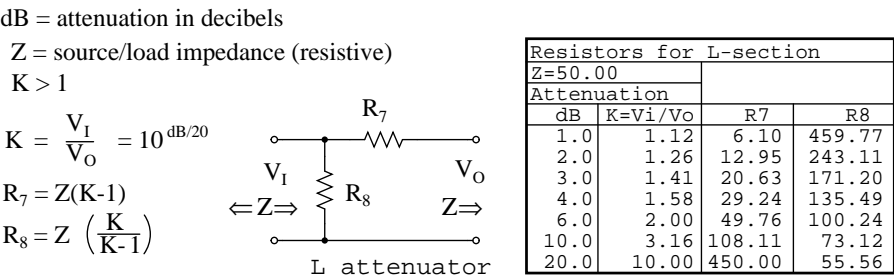 dB = attenuation in decibels
Z = source/load impedance (resistive)
K > 1
K = V_I / V_O = 10^{dB/20}
R_7 = Z(K-1)
R_8 = Z (K / K-1)
R_7
V_I
V_O
R_8
⇐Z⇒
Z⇒
L attenuator
Resistors for L-section
Z=50.00
Attenuation
dB K=Vi/Vo R7 R8
1.0 1.12 6.10 459.77
2.0 1.26 12.95 243.11
3.0 1.41 20.63 171.20
4.0 1.58 29.24 135.49
6.0 2.00 49.76 100.24
10.0 3.16 108.11 73.12
20.0 10.00 450.00 55.56